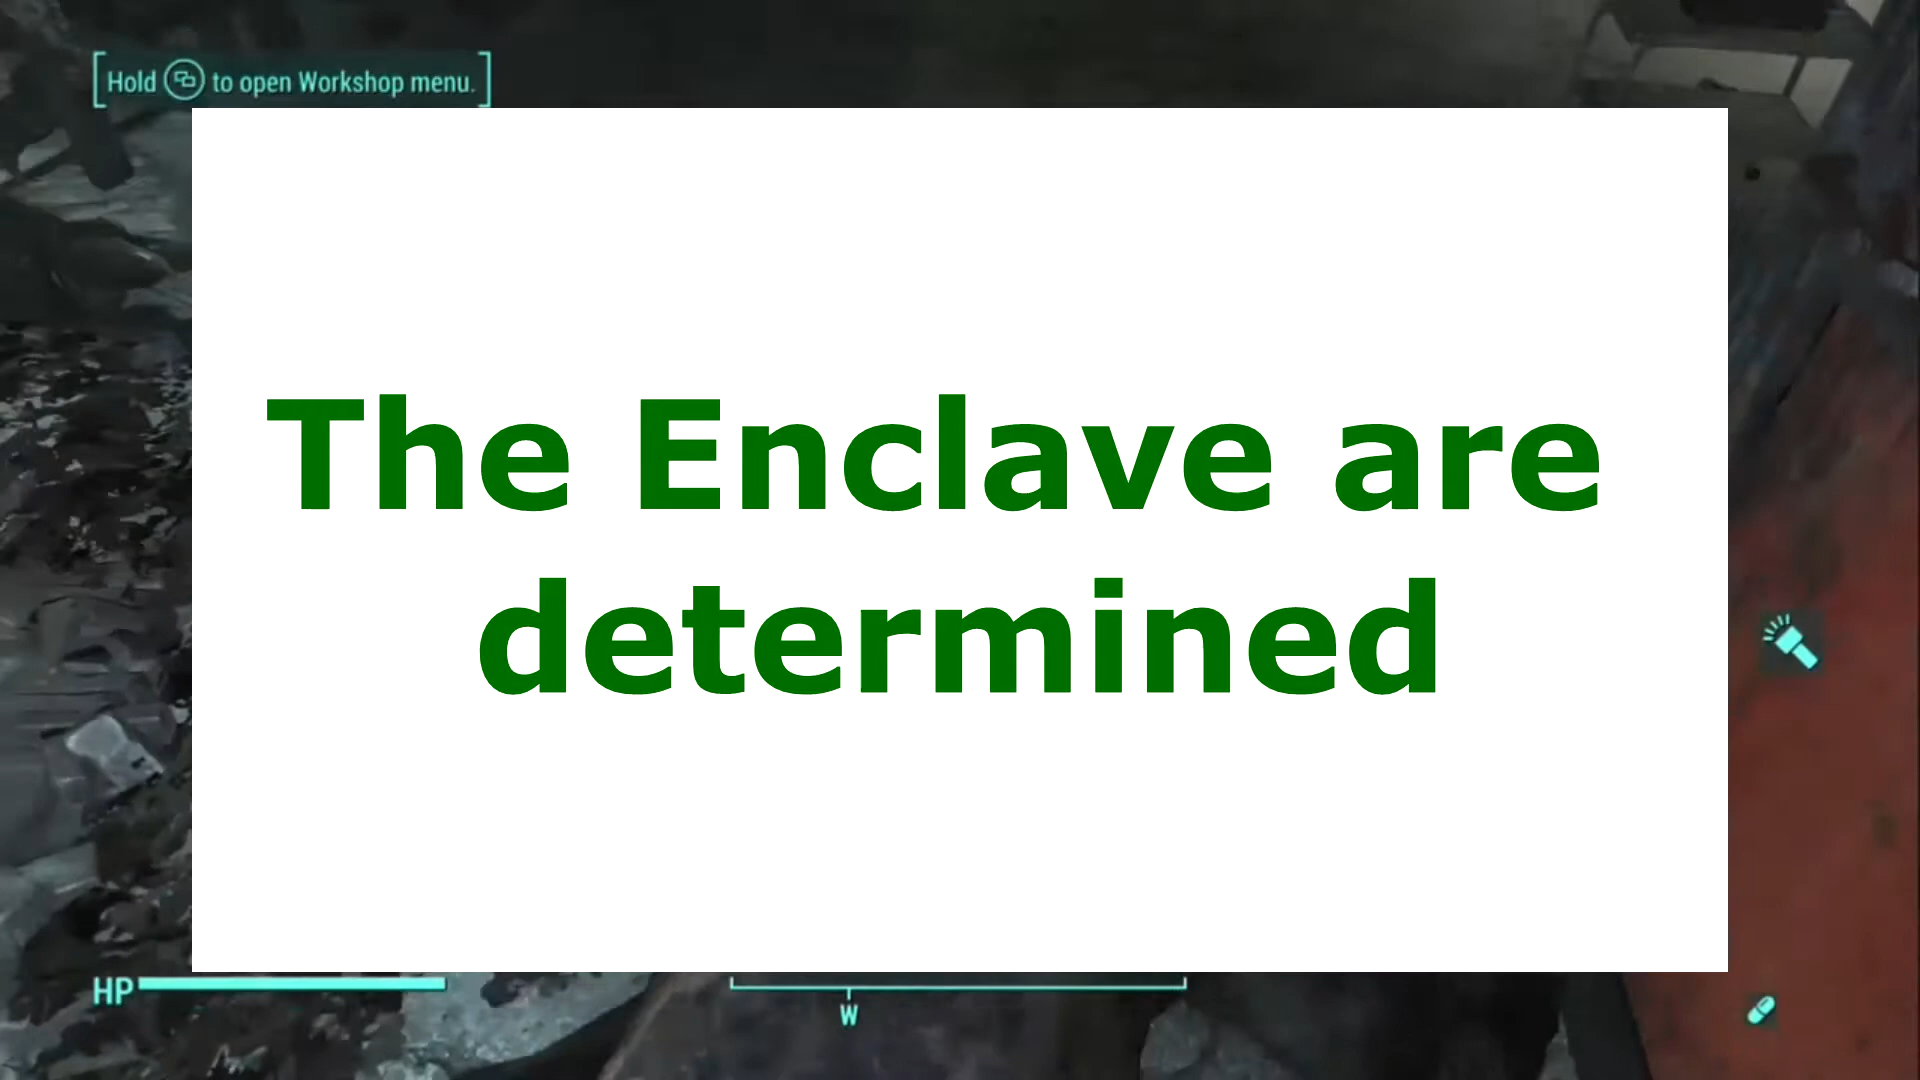 Hold to open Workshop menu.
The Enclave are
determined
HP
W